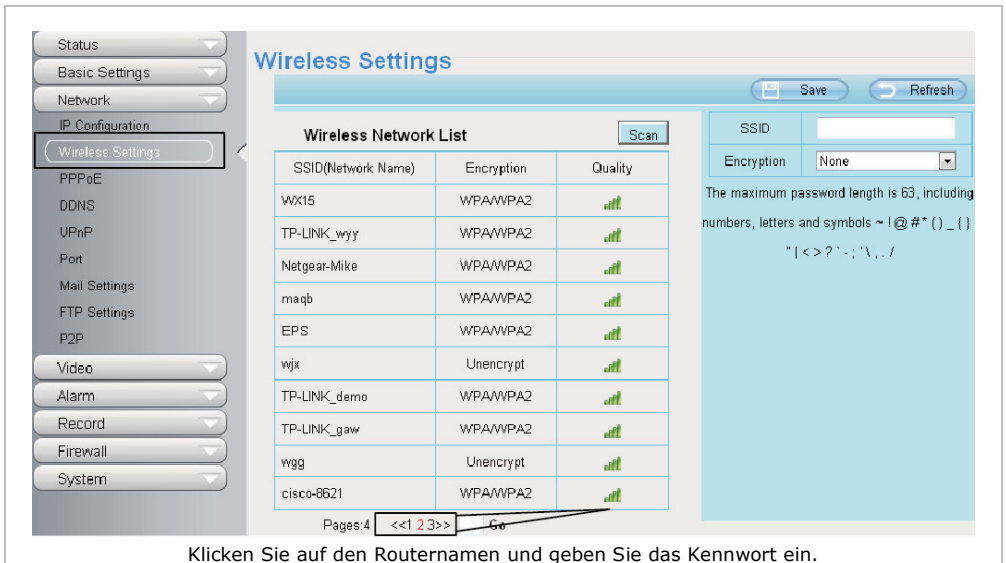 Status
Basic Settings
Network
IP Configuration
Wireless Settings
PPPoE
DDNS
UPnP
Port
Mail Settings
FTP Settings
P2P
Video
Alarm
Record
Firewall
System
Wireless Settings
Save Refresh
Wireless Network List Scan
SSID(Network Name) Encryption Quality
WX15 WPA/WPA2
TP-LINK_wyy WPA/WPA2
Netgear-Mike WPA/WPA2
maqb WPA/WPA2
EPS WPA/WPA2
wjx Unencrypt
TP-LINK_demo WPA/WPA2
TP-LINK_gaw WPA/WPA2
wgg Unencrypt
cisco-8621 WPA/WPA2
Pages:4 <<1 2 3>> Go
SSID
Encryption None
The maximum password length is 63, including
numbers, letters and symbols ~ ! @ # * ( ) _ { }
" | < > ? ` - ; ' \ , . /
Klicken Sie auf den Routernamen und geben Sie das Kennwort ein.